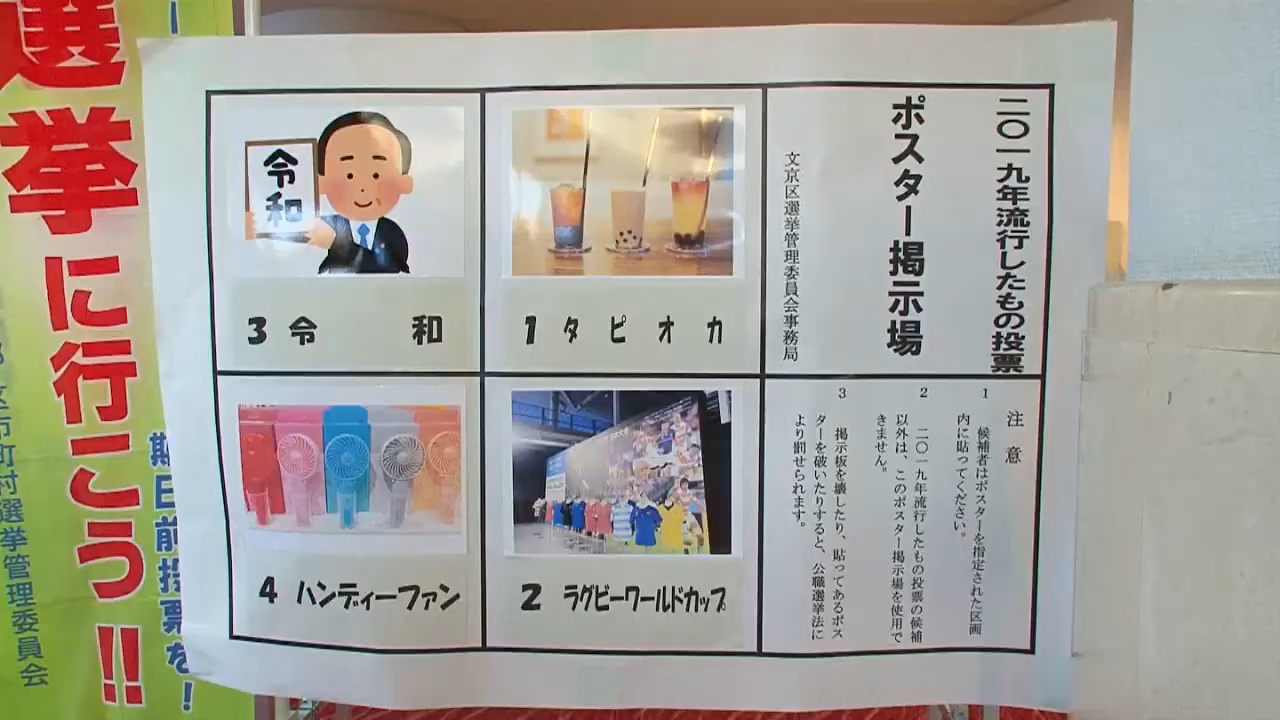 選挙に行こう!!
期日前投票を!
区市町村選挙管理委員会
二〇一九年流行したもの投票
ポスター掲示場
文京区選挙管理委員会事務局
注意
1 候補者はポスターを指定された区画
内に貼ってください。
2 二〇一九年流行したもの投票の候補
以外は、このポスター掲示場を使用で
きません。
3 掲示板を壊したり、貼ってあるポス
ターを破いたりすると、公職選挙法に
より罰せられます。
1 タピオカ
2 ラグビーワールドカップ
令和
3 令和
4 ハンディーファン